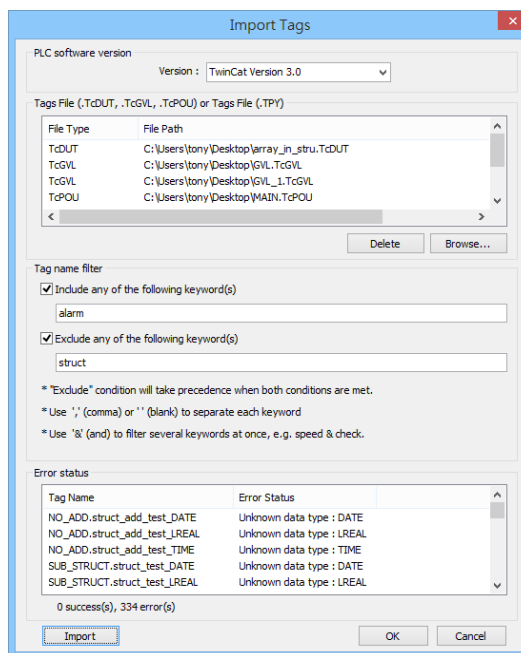 Import Tags
PLC software version
Version : TwinCat Version 3.0
Tags File (.TcDUT, .TcGVL, .TcPOU) or Tags File (.TPY)
File Type File Path
TcDUT C:\Users\tony\Desktop\array_in_stru.TcDUT
TcGVL C:\Users\tony\Desktop\GVL.TcGVL
TcGVL C:\Users\tony\Desktop\GVL_1.TcGVL
TcPOU C:\Users\tony\Desktop\MAIN.TcPOU
Delete Browse...
Tag name filter
Include any of the following keyword(s)
alarm
Exclude any of the following keyword(s)
struct
* "Exclude" condition will take precedence when both conditions are met.
* Use ',' (comma) or ' ' (blank) to separate each keyword
* Use '&' (and) to filter several keywords at once, e.g. speed & check.
Error status
Tag Name Error Status
NO_ADD.struct_add_test_DATE Unknown data type : DATE
NO_ADD.struct_add_test_LREAL Unknown data type : LREAL
NO_ADD.struct_add_test_TIME Unknown data type : TIME
SUB_STRUCT.struct_test_DATE Unknown data type : DATE
SUB_STRUCT.struct_test_LREAL Unknown data type : LREAL
0 success(s), 334 error(s)
Import OK Cancel